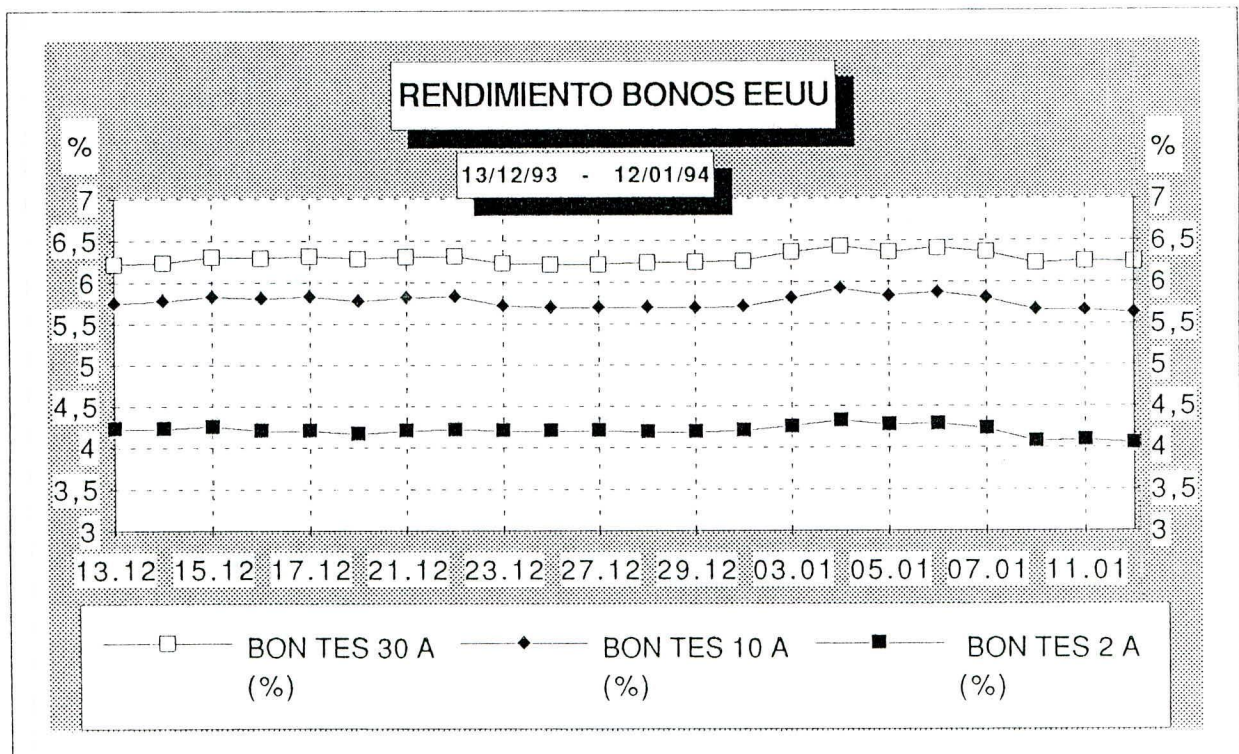 RENDIMIENTO BONOS EEUU
13/12/93 - 12/01/94
% %
7 7
6,5 6,5
6 6
5,5 5,5
5 5
4,5 4,5
4 4
3,5 3,5
3 3
13.12 15.12 17.12 21.12 23.12 27.12 29.12 03.01 05.01 07.01 11.01
BON TES 30 A BON TES 10 A BON TES 2 A
(%) (%) (%)